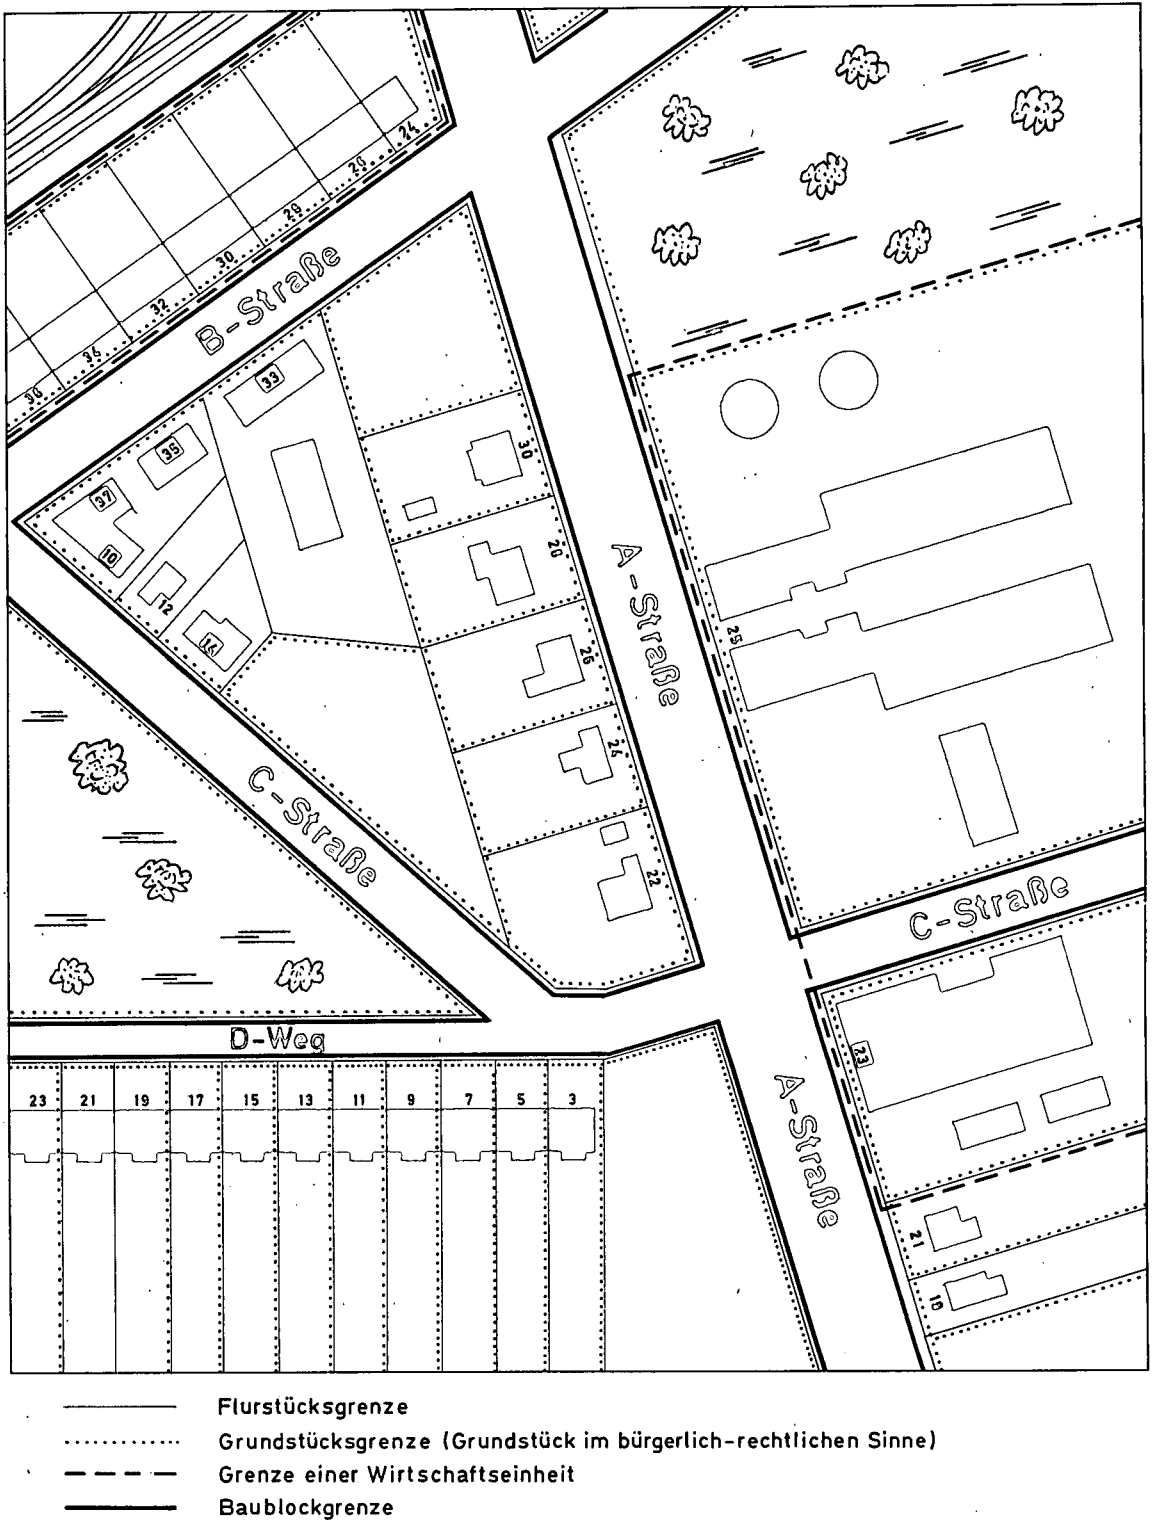 24
26
29
30
32
34
36
B-Straße
33
35
37
10
12
14
30
20
26
24
22
A-Straße
25
C-Straße
C-Straße
D-Weg
23
A-Straße
23 21 19 17 15 13 11 9 7 5 3
21
10
Flurstücksgrenze
Grundstücksgrenze (Grundstück im bürgerlich-rechtlichen Sinne)
Grenze einer Wirtschaftseinheit
Baublockgrenze